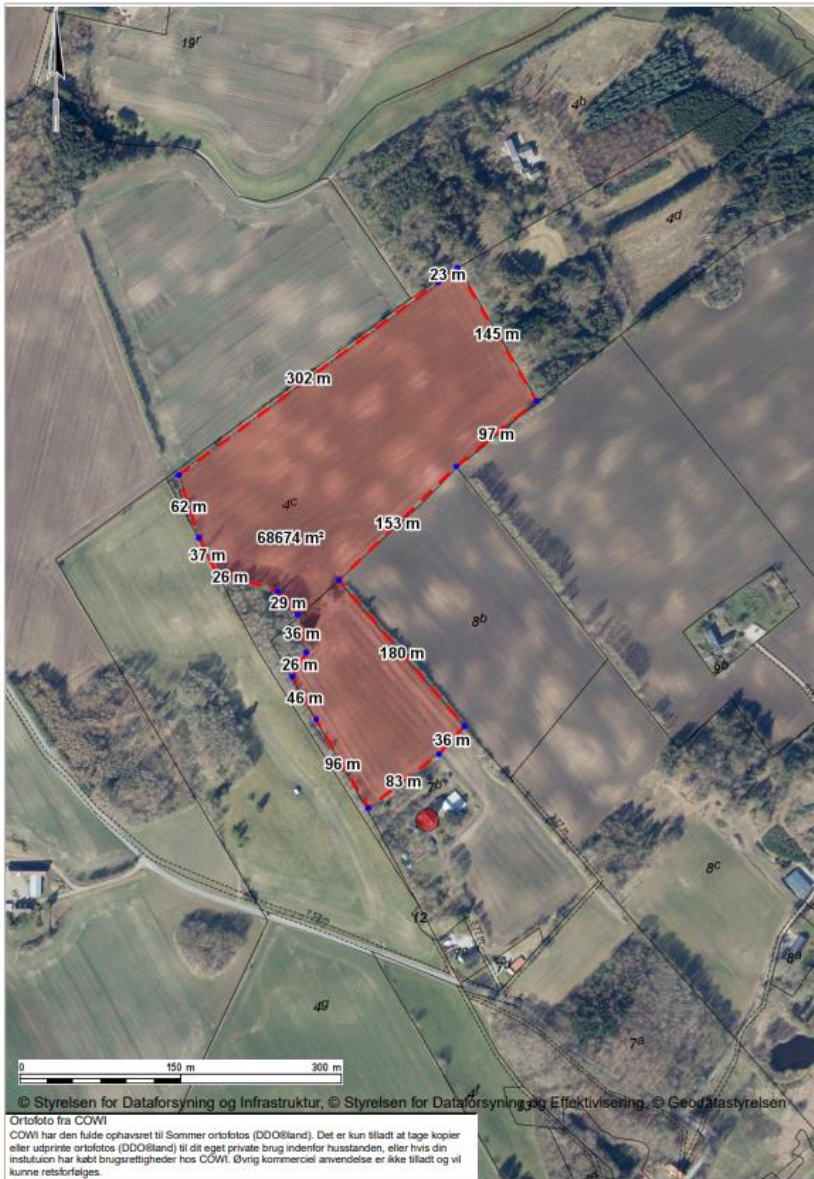 19r
4b
4d
23 m
145 m
302 m
97 m
62 m
4c
153 m
68674 m²
37 m
26 m
29 m
36 m
8b
180 m
26 m
9b
46 m
36 m
96 m
83 m
7b
8c
12
7d
8a
4g
7a
0 150 m 300 m
4f
© Styrelsen for Dataforsyning og Infrastruktur, © Styrelsen for Dataforsyning og Effektivisering, © Geodatastyrelsen
Ortofoto fra COWI
COWI har den fulde ophavsret til Sommer ortofotos (DDO®land). Det er kun tilladt at tage kopier
eller udprinte ortofotos (DDO®land) til dit eget private brug indenfor husstanden, eller hvis din
instutuion har købt brugsrettigheder hos COWI. Øvrig kommerciel anvendelse er ikke tilladt og vil
kunne retsforfølges.